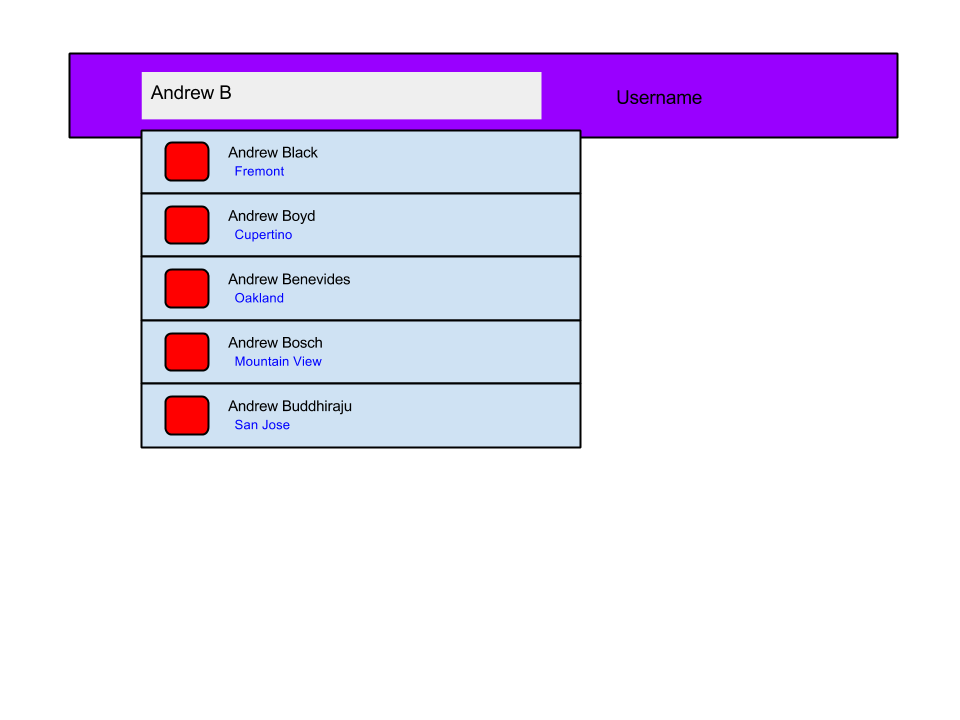 Andrew B
Username
Andrew Black
Fremont
Andrew Boyd
Cupertino
Andrew Benevides
Oakland
Andrew Bosch
Mountain View
Andrew Buddhiraju
San Jose